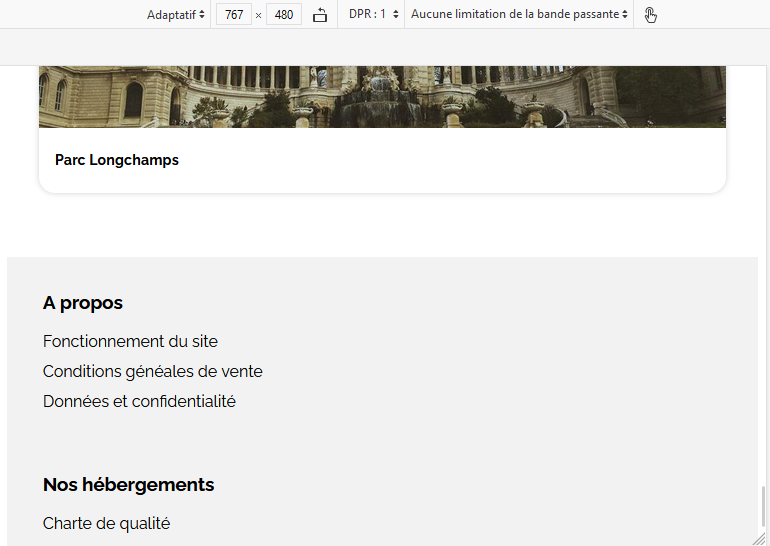 Adaptatif 767 × 480 DPR : 1 Aucune limitation de la bande passante
Parc Longchamps
A propos
Fonctionnement du site
Conditions généales de vente
Données et confidentialité
Nos hébergements
Charte de qualité